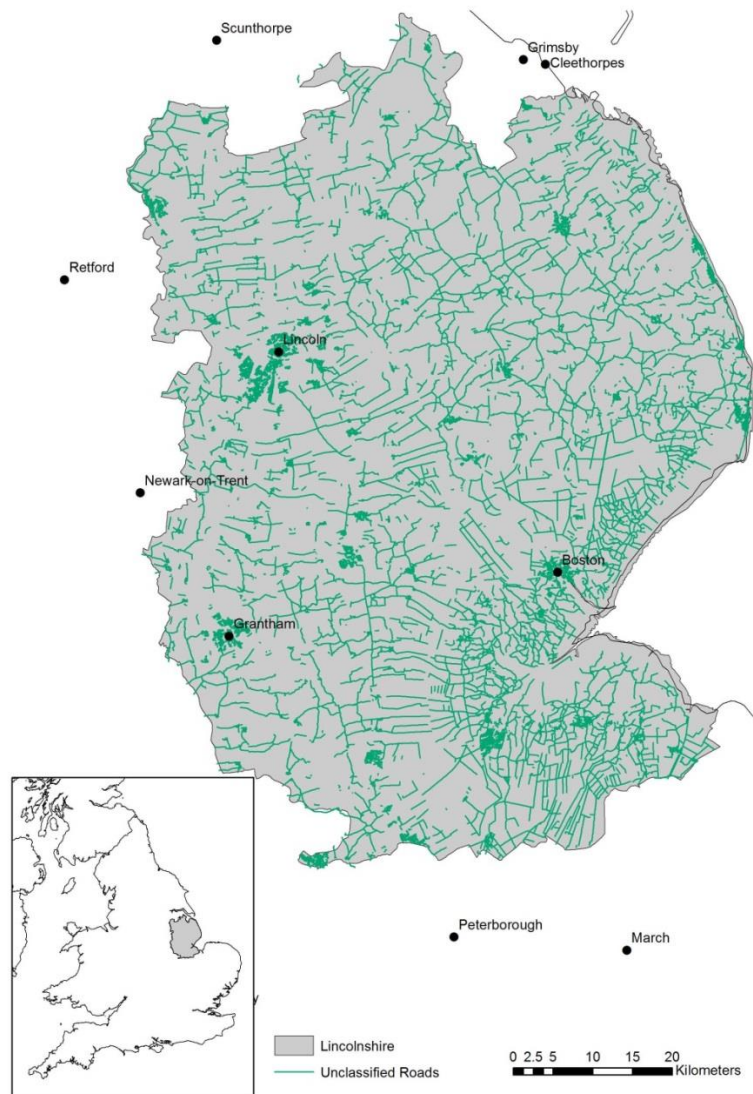 Scunthorpe
Grimsby
Cleethorpes
Retford
Lincoln
Newark-on-Trent
Boston
Grantham
Peterborough
March
y
Lincolnshire
Unclassified Roads
0 2.5 5 10 15 20
Kilometers